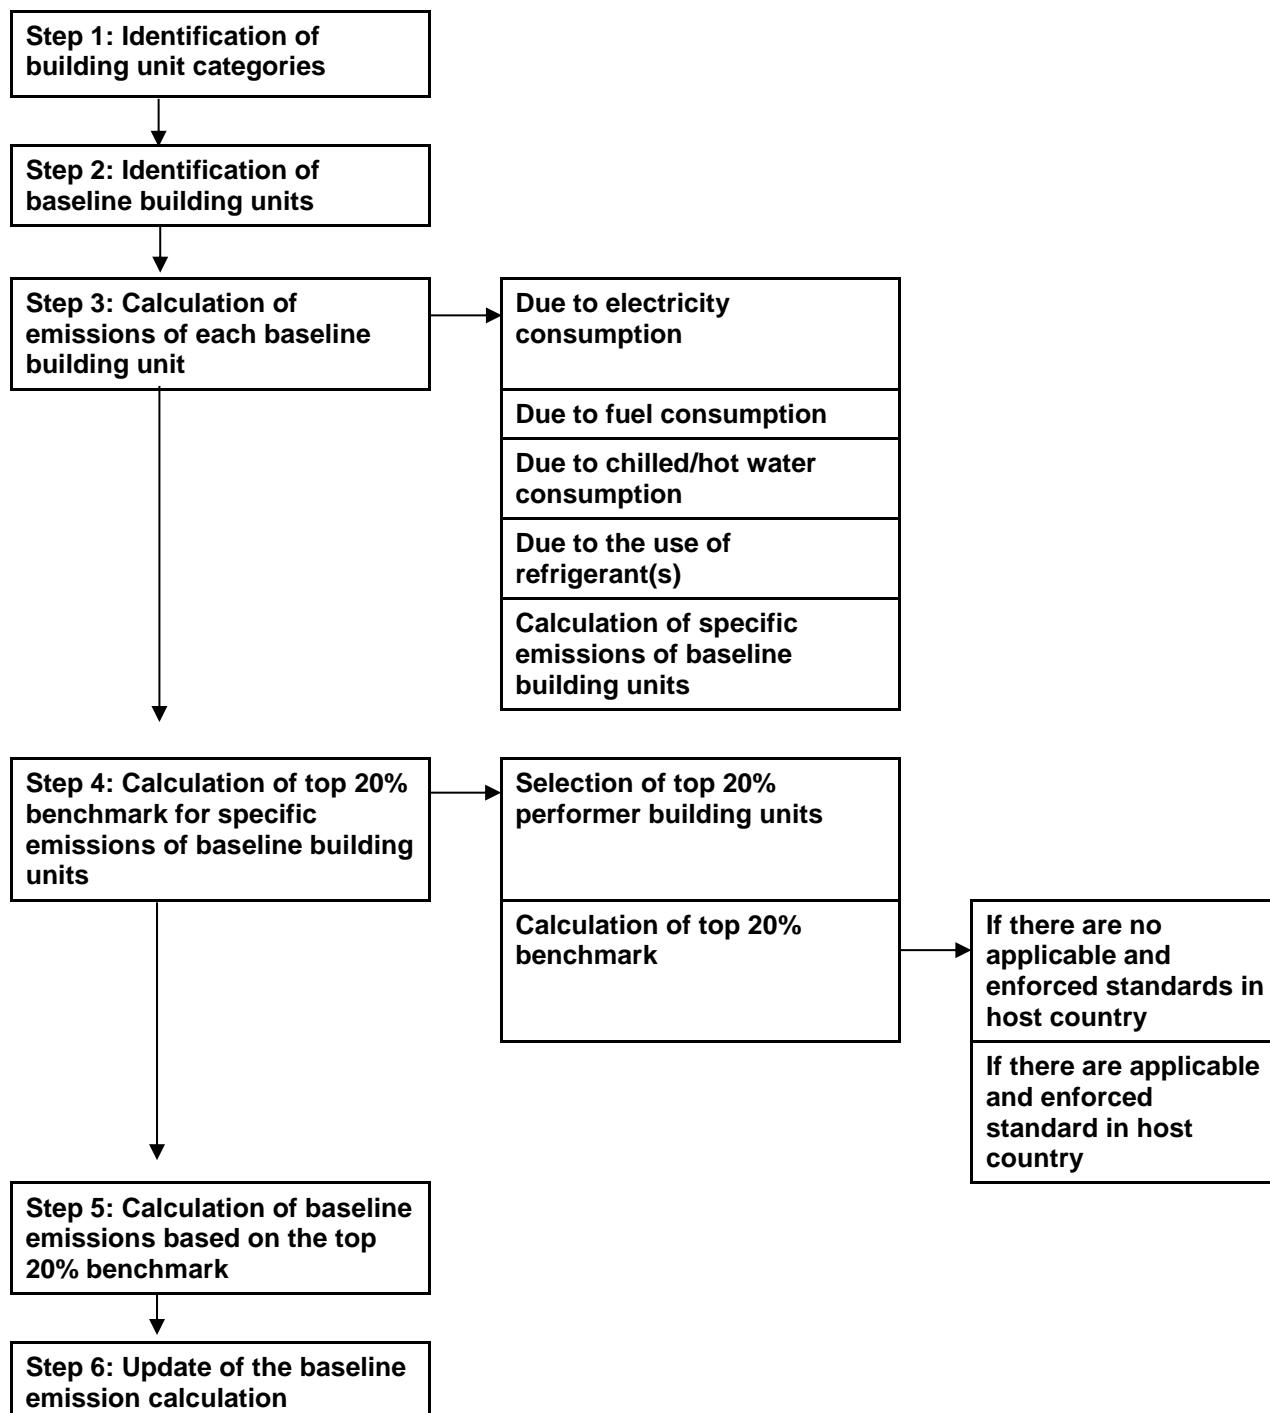 Step 1: Identification of
building unit categories
Step 2: Identification of
baseline building units
Step 3: Calculation of
emissions of each baseline
building unit
Due to electricity
consumption
Due to fuel consumption
Due to chilled/hot water
consumption
Due to the use of
refrigerant(s)
Calculation of specific
emissions of baseline
building units
Step 4: Calculation of top 20%
benchmark for specific
emissions of baseline building
units
Selection of top 20%
performer building units
Calculation of top 20%
benchmark
If there are no
applicable and
enforced standards in
host country
If there are applicable
and enforced
standard in host
country
Step 5: Calculation of baseline
emissions based on the top
20% benchmark
Step 6: Update of the baseline
emission calculation